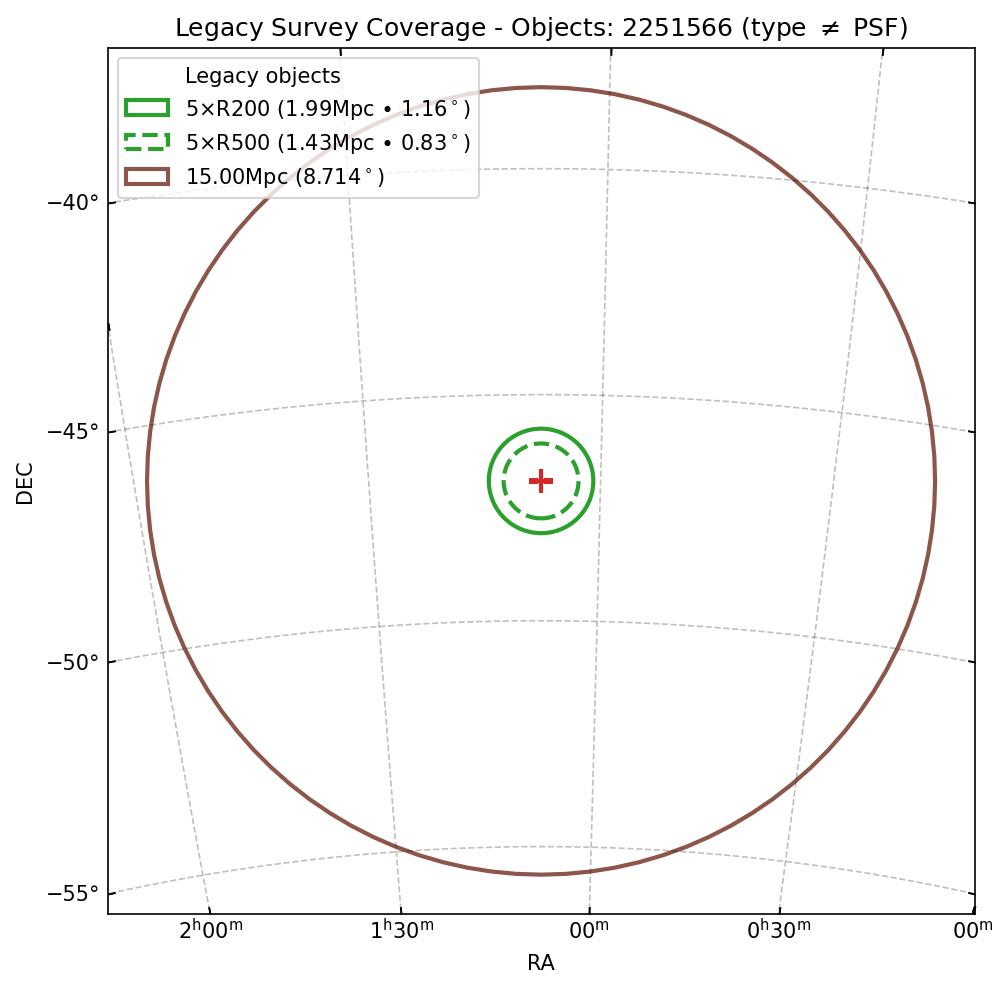 Legacy Survey Coverage - Objects: 2251566 (type ≠ PSF)
Legacy objects
5×R200 (1.99Mpc • 1.16°)
5×R500 (1.43Mpc • 0.83°)
15.00Mpc (8.714°)
−40°
−45°
−50°
−55°
DEC
2ʰ00ᵐ 1ʰ30ᵐ 00ᵐ 0ʰ30ᵐ 00ᵐ
RA